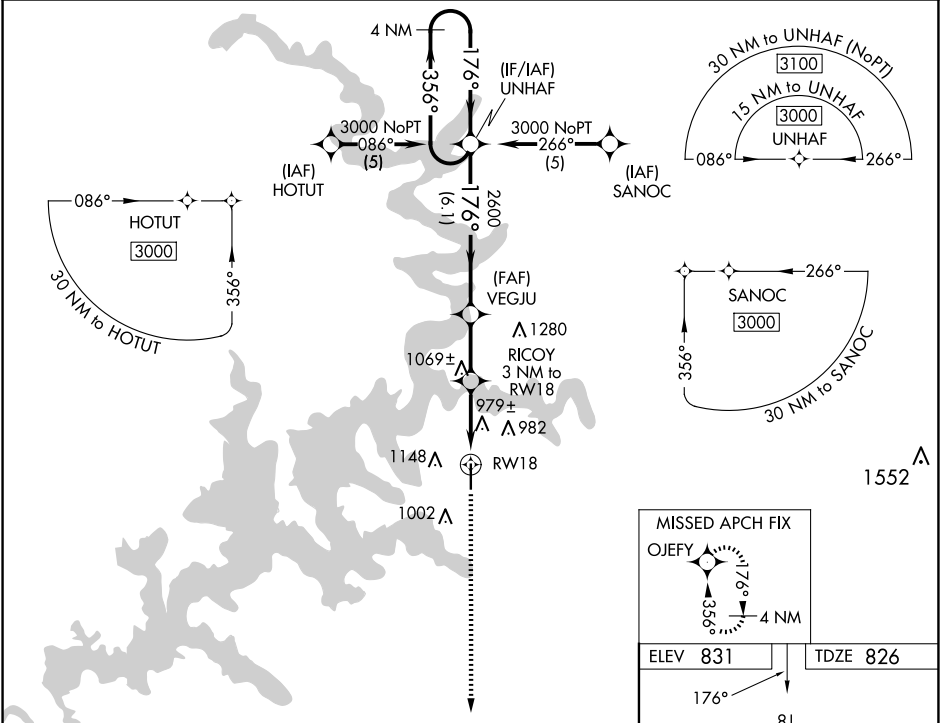 4 NM
356°
176°
(IF/IAF)
UNHAF
3000 NoPT
086°
(5)
(IAF)
HOTUT
3000 NoPT
266°
(5)
(IAF)
SANOC
30 NM to UNHAF (NoPT)
3100
15 NM to UNHAF
3000
UNHAF
086°
266°
086°
HOTUT
3000
356°
30 NM to HOTUT
2600
176°
(6.1)
(FAF)
VEGJU
1280
1069±
RICOY
3 NM to
RW18
979±
982
1148
RW18
1002
266°
SANOC
3000
356°
30 NM to SANOC
1552
MISSED APCH FIX
OJEFY
176°
356°
4 NM
ELEV 831
TDZE 826
176°